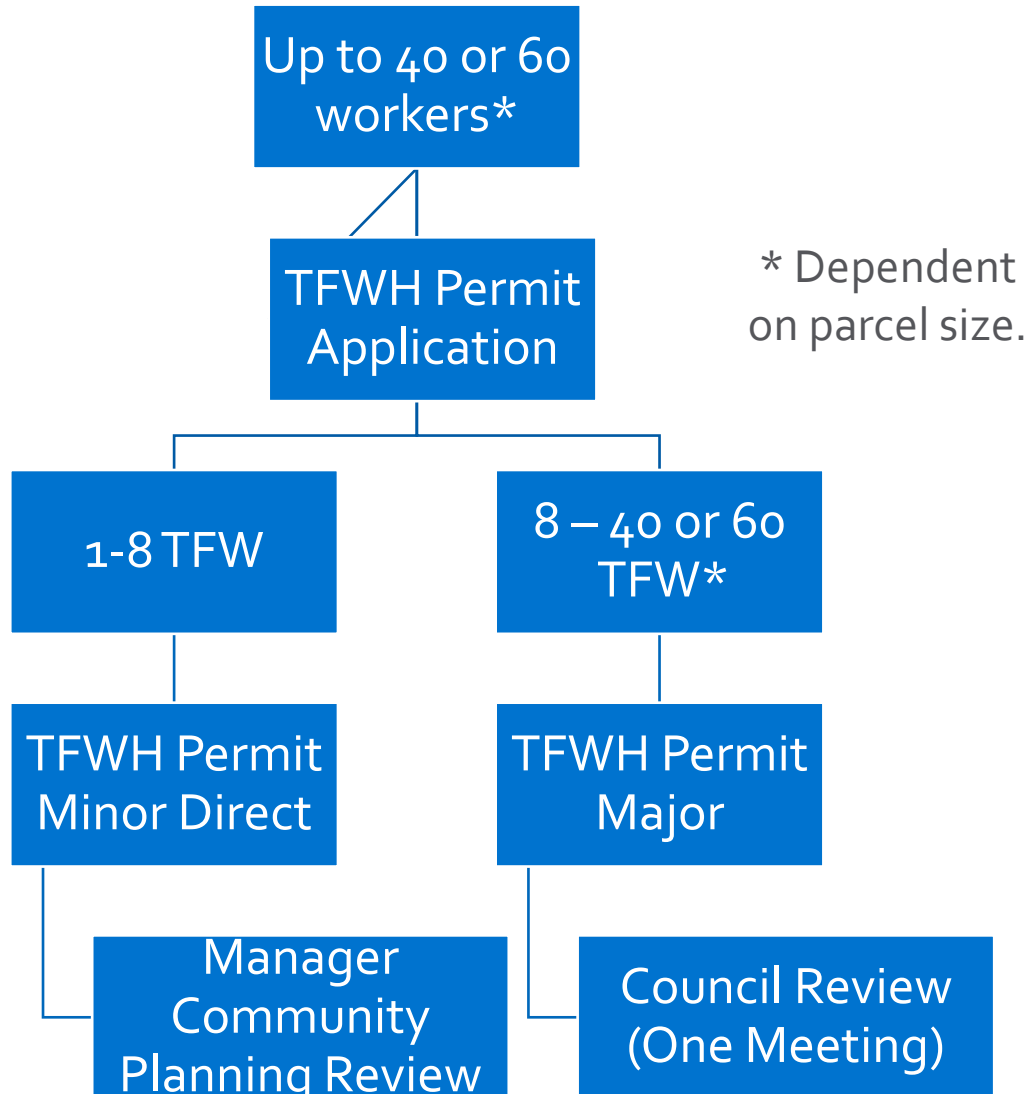 Up to 40 or 60
workers*
TFWH Permit
Application
* Dependent
on parcel size.
1-8 TFW
8 – 40 or 60
TFW*
TFWH Permit
Minor Direct
TFWH Permit
Major
Manager
Community
Planning Review
Council Review
(One Meeting)